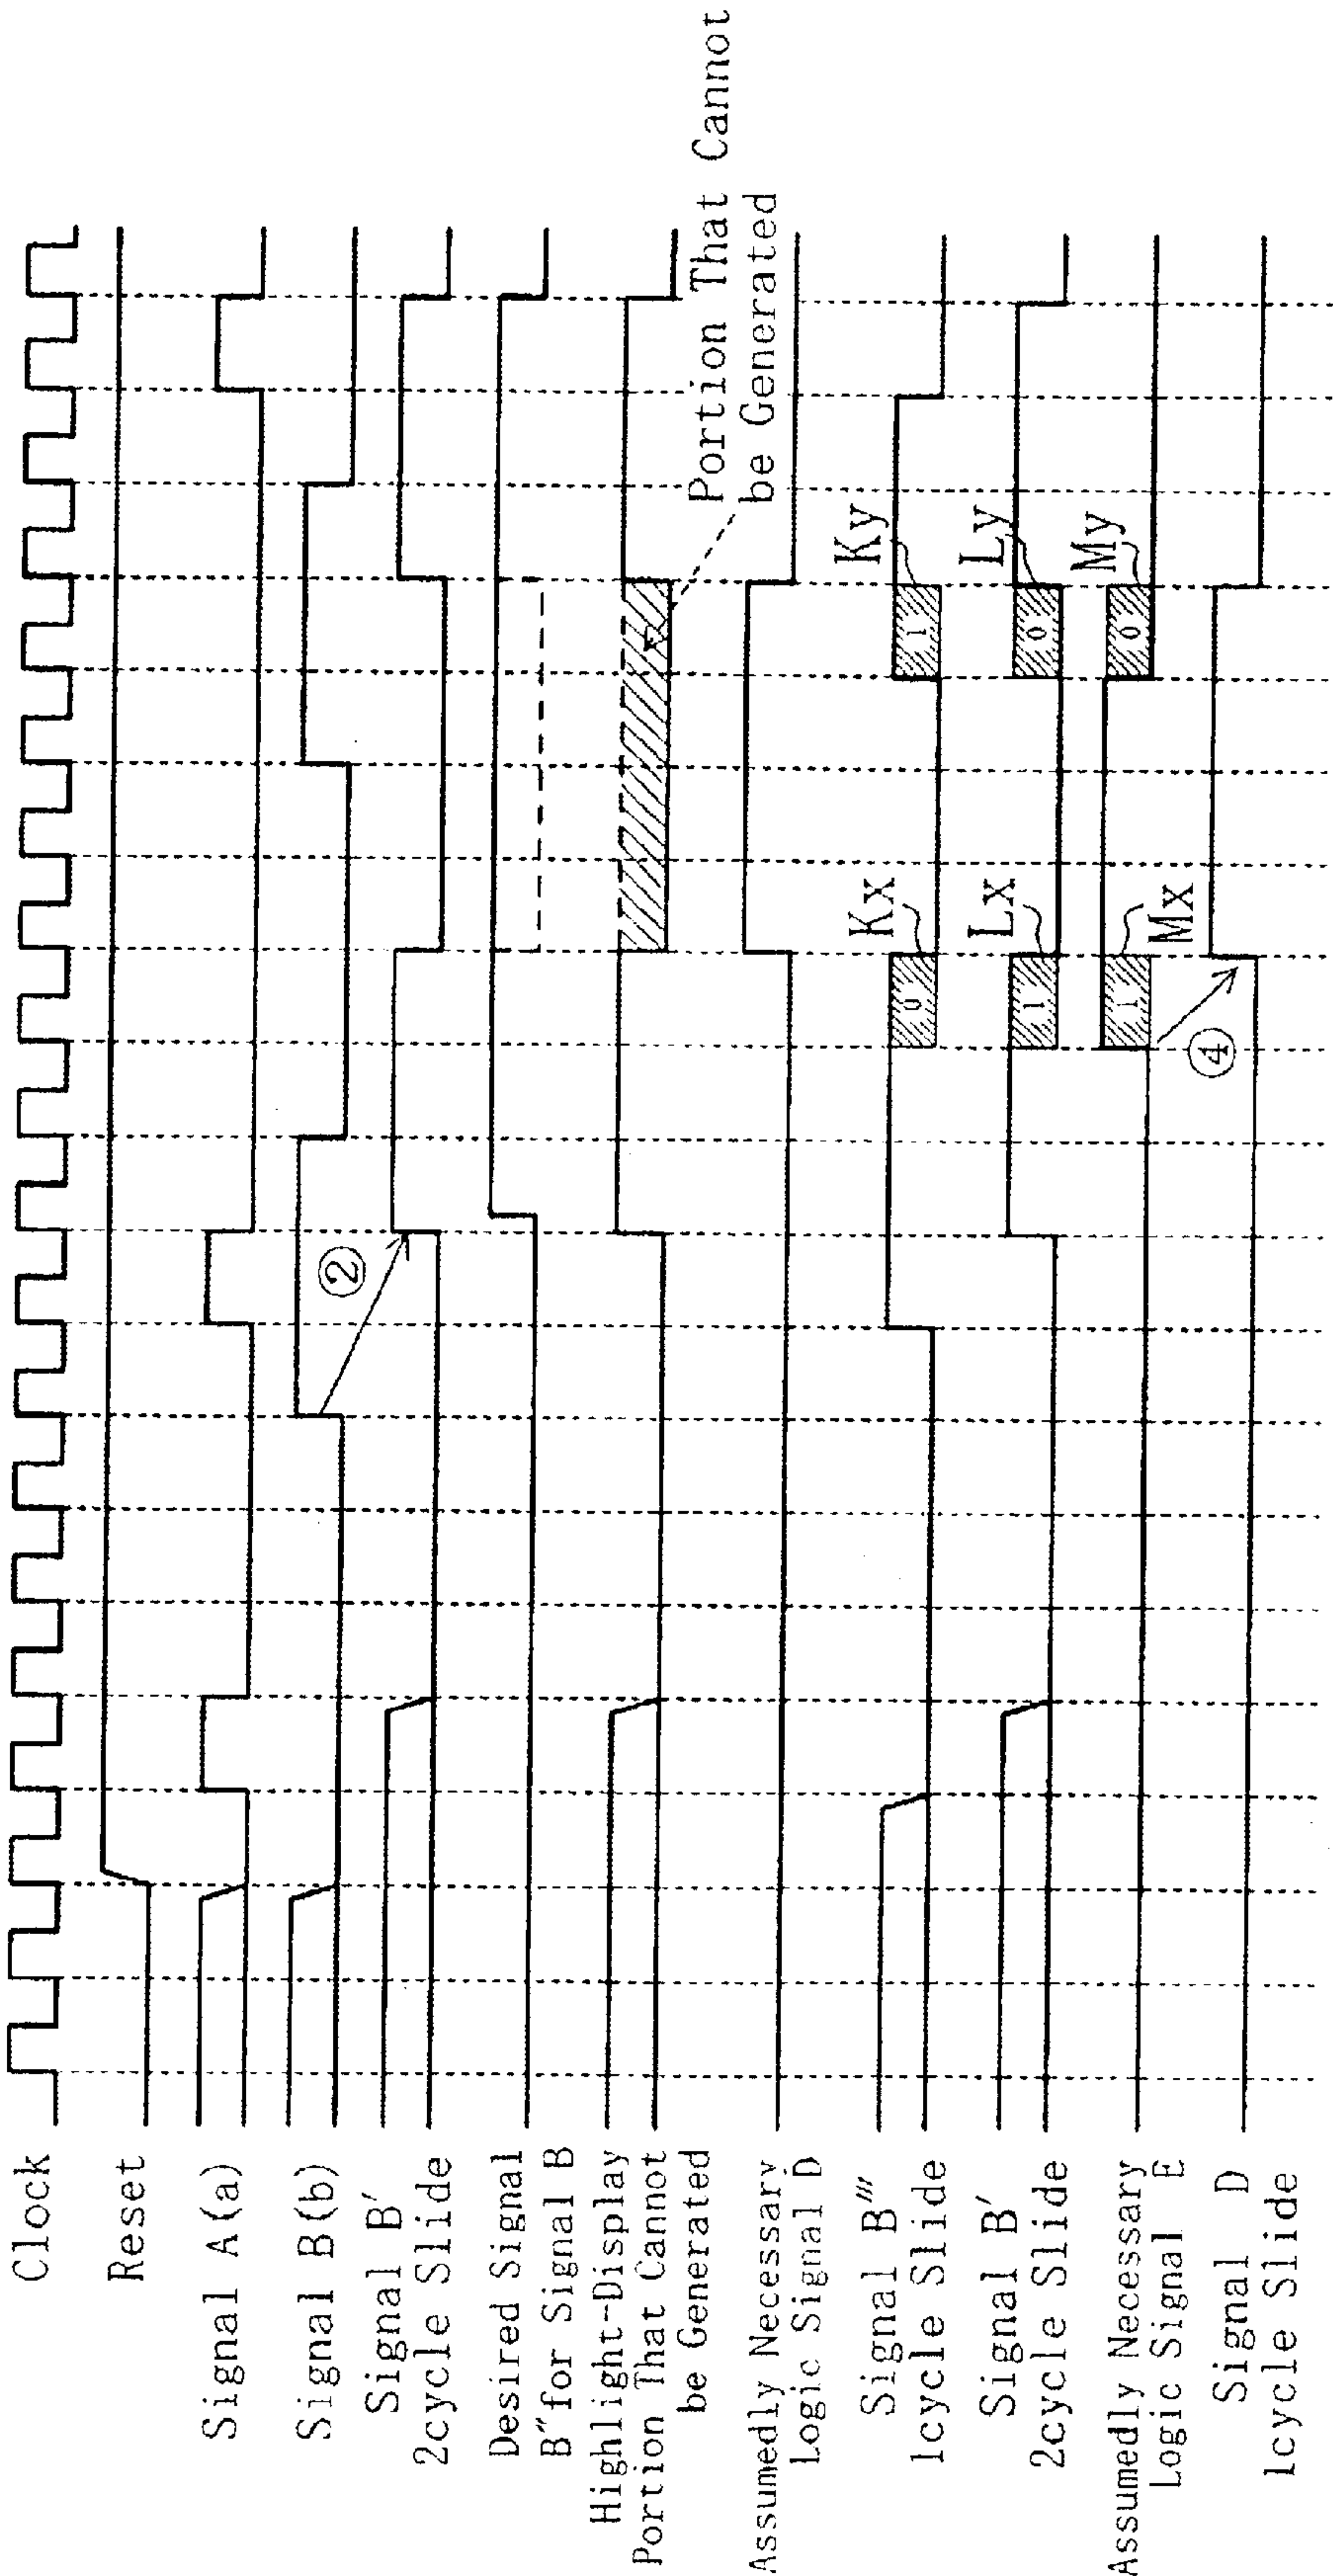 Clock
Reset
Signal A(a)
Signal B(b)
Signal B′
2cycle Slide
Desired Signal
B″for Signal B
Highlight-Display
Portion That Cannot
be Generated
Assumedly Necessary
Logic Signal D
Signal B‴
1cycle Slide
Signal B′
2cycle Slide
Assumedly Necessary
Logic Signal E
Signal D
1cycle Slide
②
Portion That Cannot
be Generated
Kx
Ky
0
1
Lx
Ly
1
0
Mx
My
1
0
④